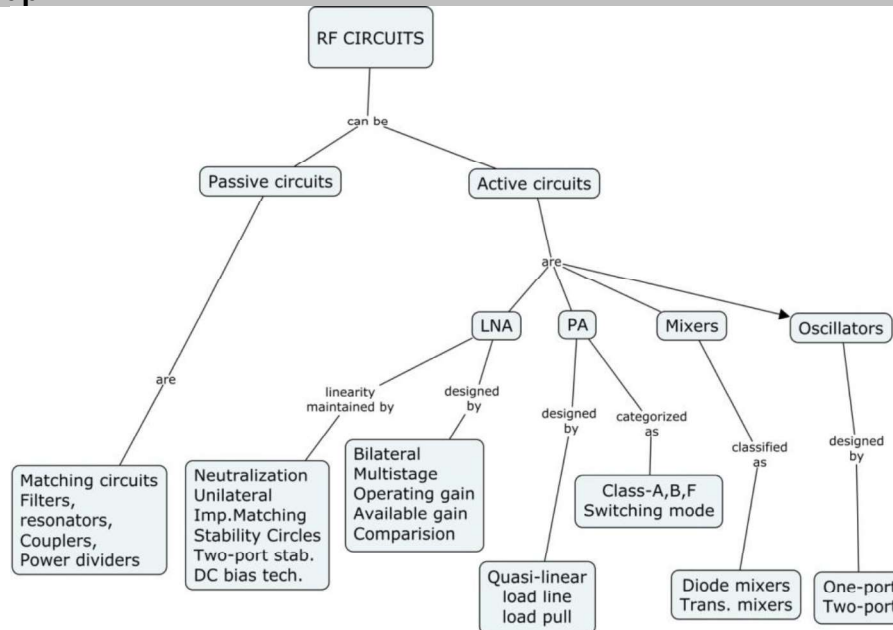 RF CIRCUITS
can be
Passive circuits
Active circuits
are
LNA
PA
Mixers
Oscillators
are
linearity
maintained by
designed
by
designed
by
categorized
as
classified
as
designed
by
Matching circuits
Filters,
resonators,
Couplers,
Power dividers
Neutralization
Unilateral
Imp.Matching
Stability Circles
Two-port stab.
DC bias tech.
Bilateral
Multistage
Operating gain
Available gain
Comparision
Class-A,B,F
Switching mode
Quasi-linear
load line
load pull
Diode mixers
Trans. mixers
One-port
Two-port